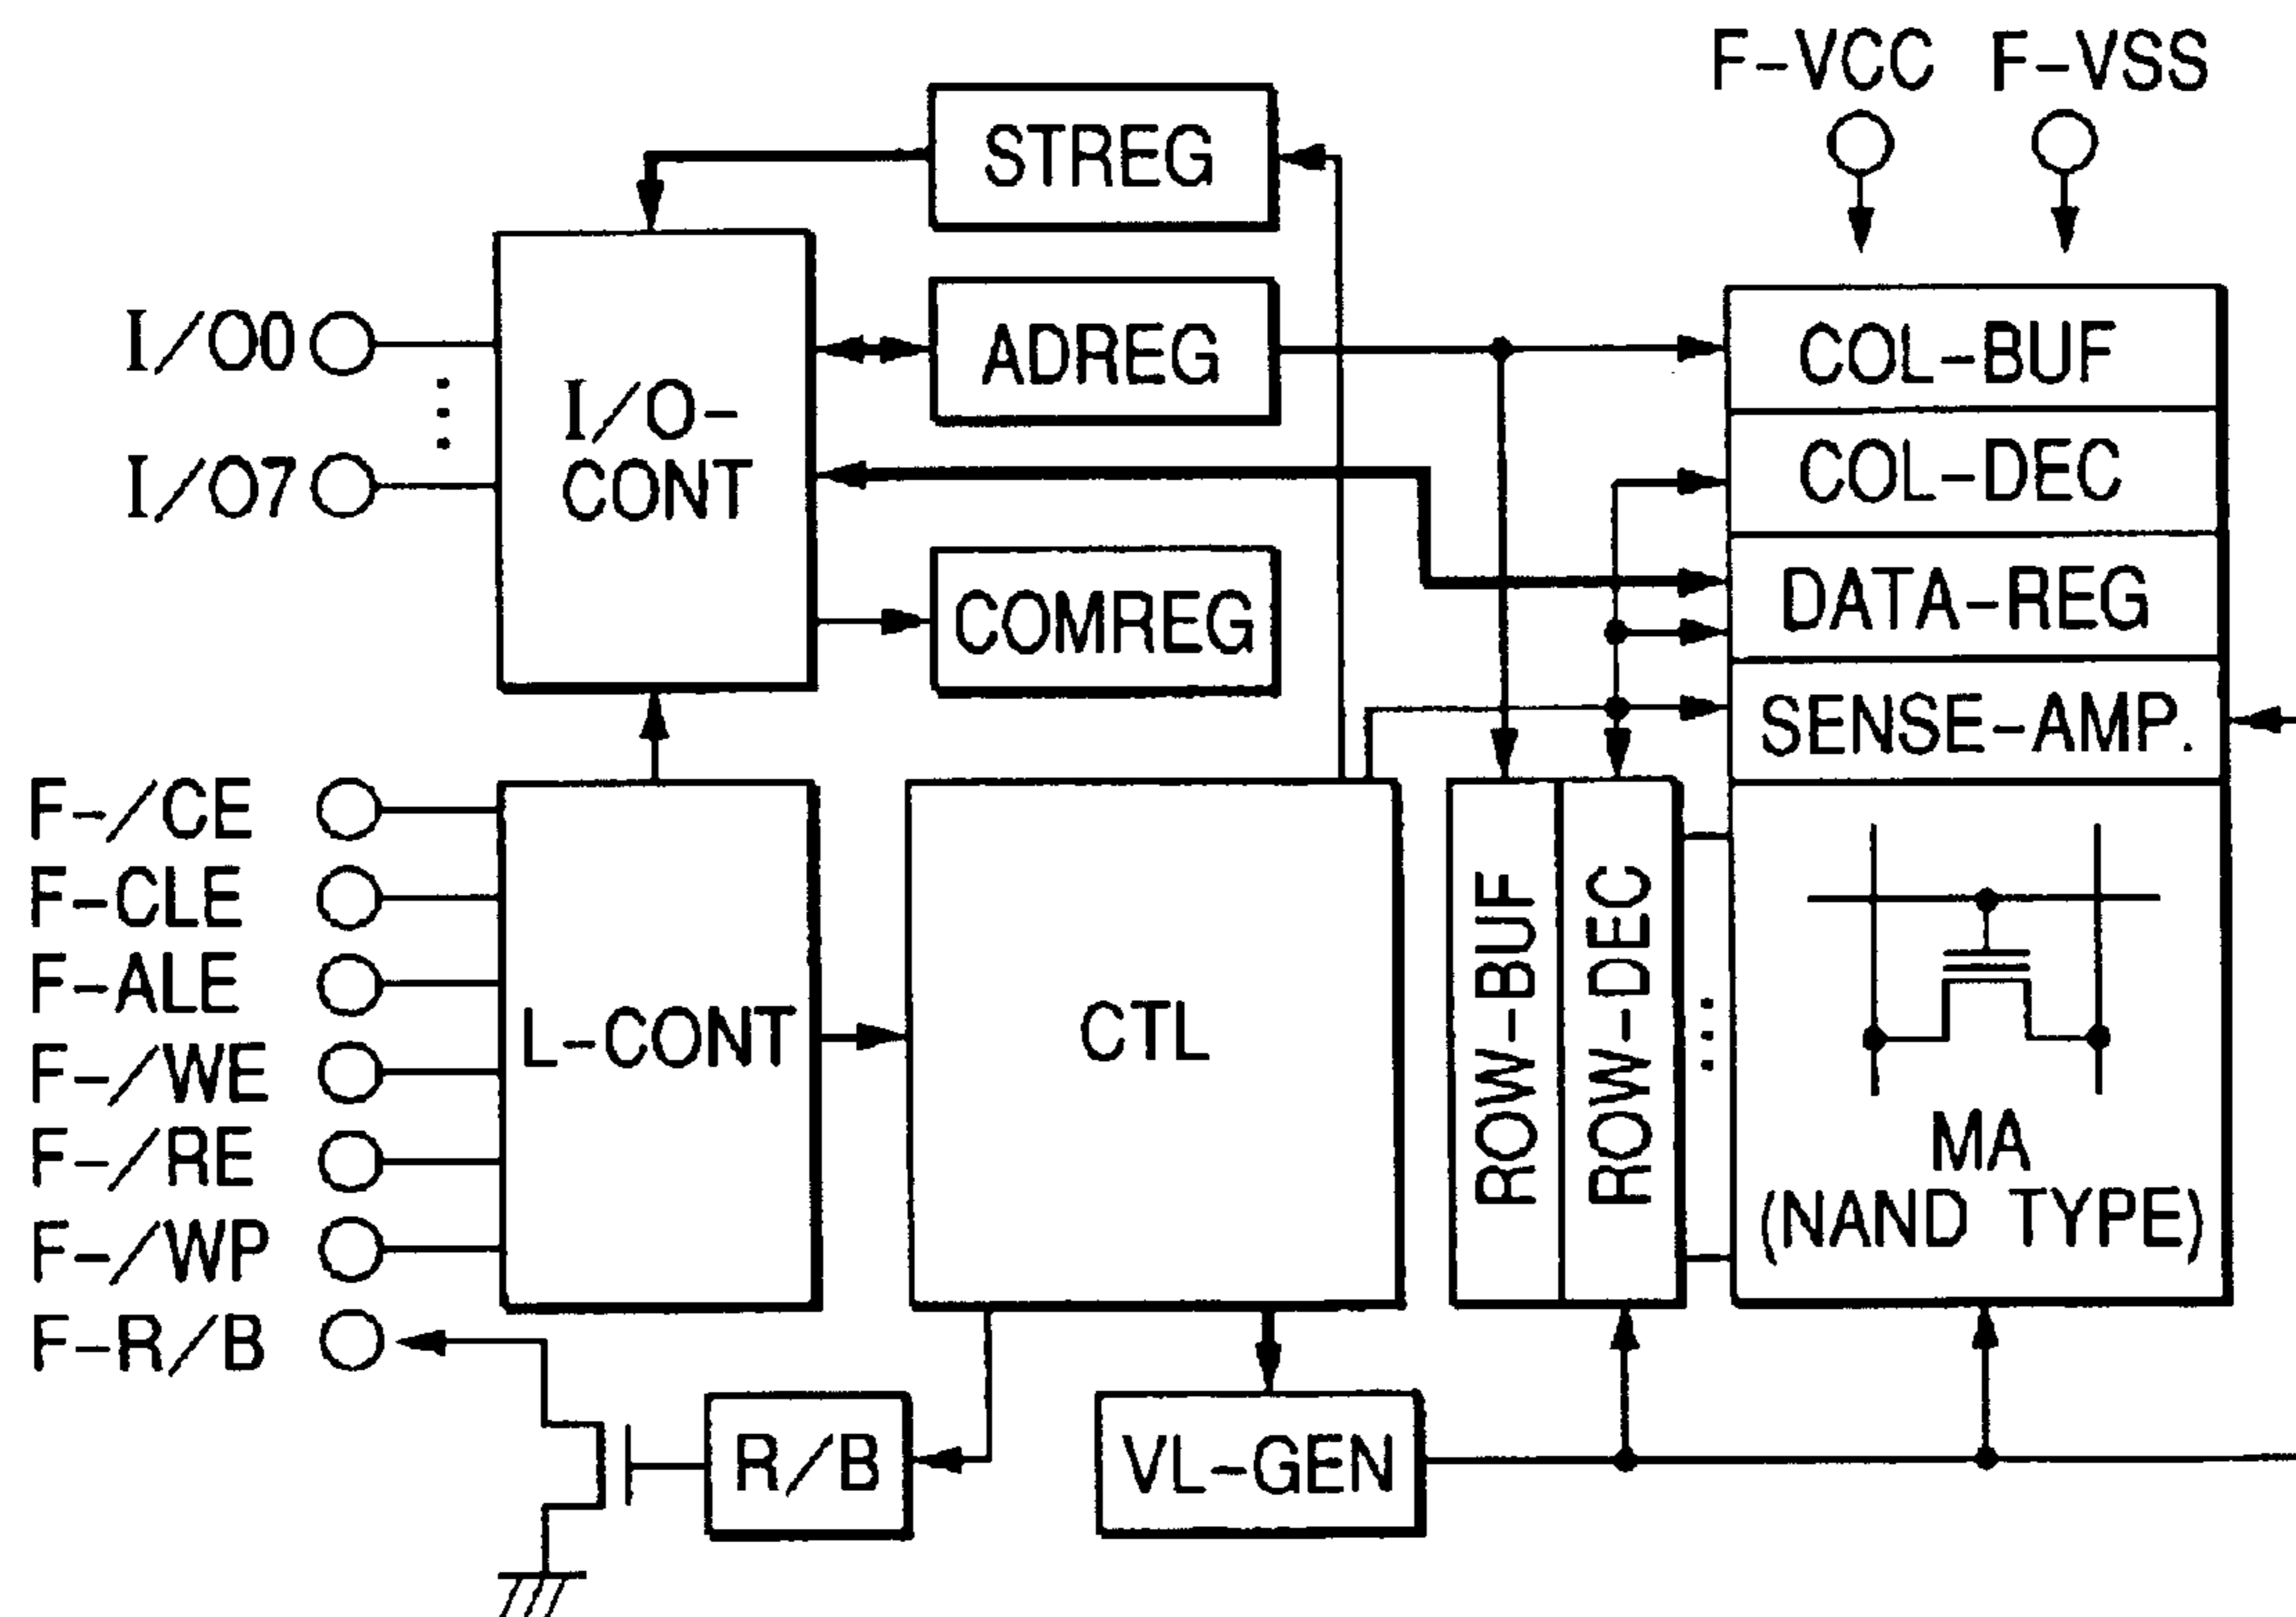 F-VCC F-VSS
STREG
I/O0
I/O7
I/O-
CONT
ADREG
COMREG
COL-BUF
COL-DEC
DATA-REG
SENSE-AMP.
F-/CE
F-CLE
F-ALE
F-/WE
F-/RE
F-/WP
F-R/B
L-CONT
CTL
ROW-BUF
ROW-DEC
MA
(NAND TYPE)
R/B
VL-GEN